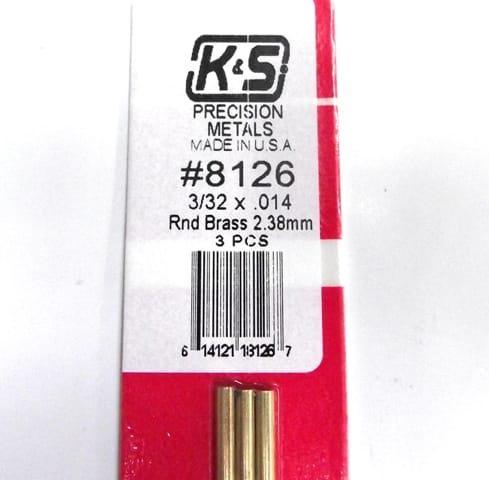 K&S
PRECISION
METALS
MADE IN U.S.A.
#8126
3/32 x .014
Rnd Brass 2.38mm
3 PCS
6 14121 18126 7